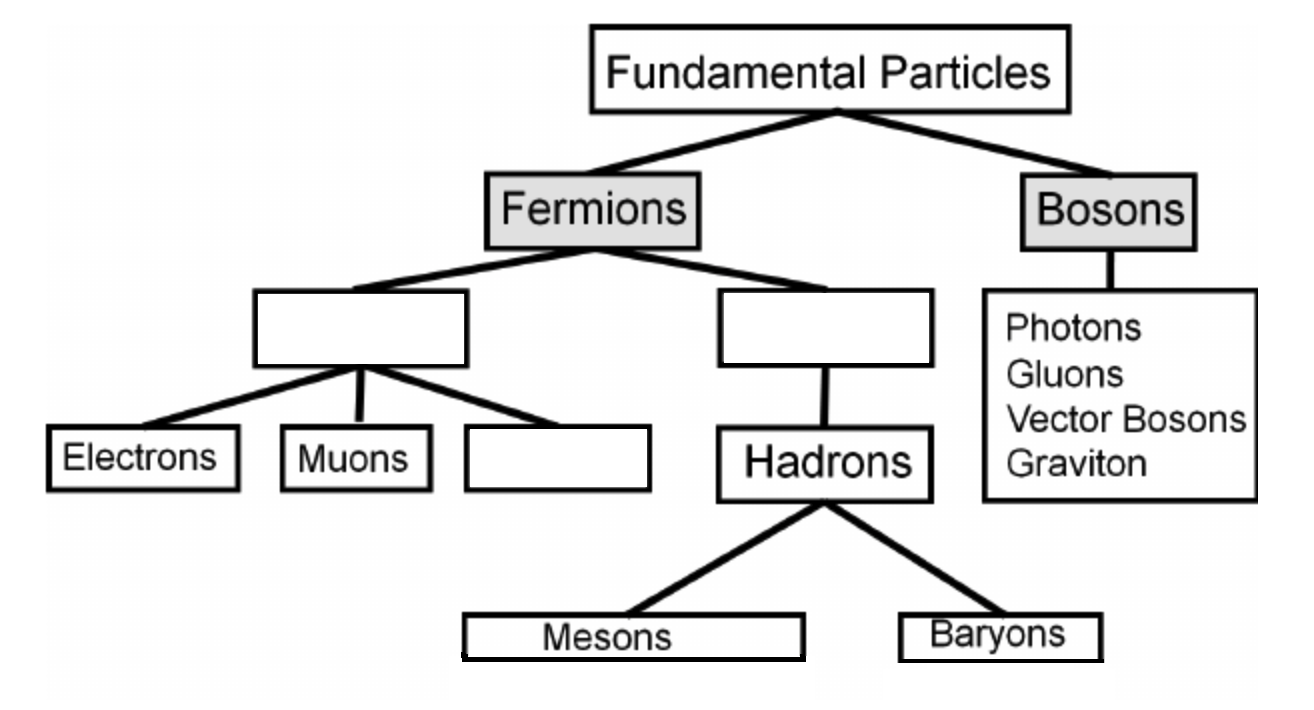 Fundamental Particles
Fermions
Bosons
Photons
Gluons
Vector Bosons
Graviton
Electrons
Muons
Hadrons
Mesons
Baryons